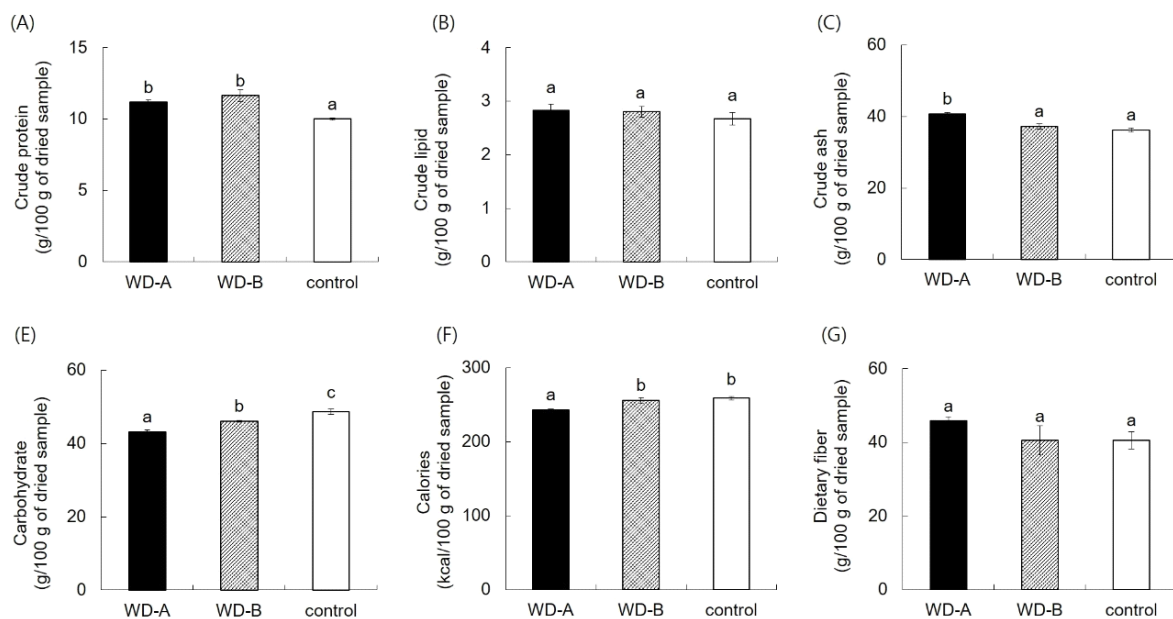 (A)
Crude protein
(g/100 g of dried sample)
15
10
5
0
b
b
a
WD-A
WD-B
control
(B)
Crude lipid
(g/100 g of dried sample)
4
3
2
1
0
a
a
a
WD-A
WD-B
control
(C)
Crude ash
(g/100 g of dried sample)
60
40
20
0
b
a
a
WD-A
WD-B
control
(E)
Carbohydrate
(g/100 g of dried sample)
60
40
20
0
a
b
c
WD-A
WD-B
control
(F)
Calories
(kcal/100 g of dried sample)
300
200
100
0
a
b
b
WD-A
WD-B
control
(G)
Dietary fiber
(g/100 g of dried sample)
60
40
20
0
a
a
a
WD-A
WD-B
control